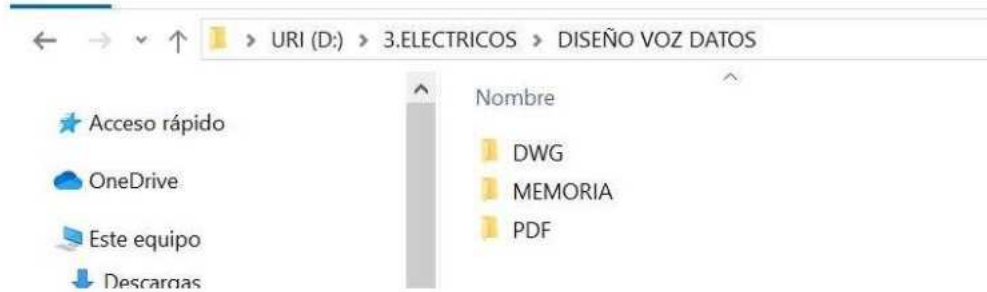 URI (D:) > 3.ELECTRICOS > DISEÑO VOZ DATOS
Nombre
Acceso rápido
DWG
OneDrive
MEMORIA
Este equipo
PDF
Descargas